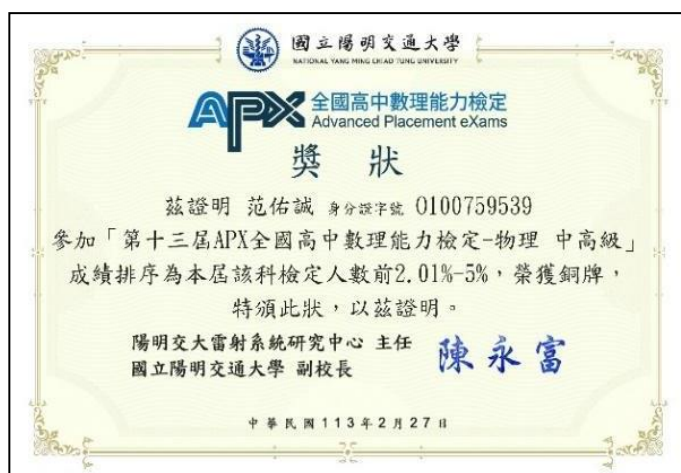 國立陽明交通大學
NATIONAL YANG MING CHIAO TUNG UNIVERSITY
APX 全國高中數理能力檢定
Advanced Placement eXams
獎 狀
茲證明 范佑誠 身分證字號 O100759539
參加「第十三屆APX全國高中數理能力檢定-物理 中高級」
成績排序為本屆該科檢定人數前2.01%-5%,榮獲銅牌,
特頒此狀,以茲證明。
陽明交大雷射系統研究中心 主任
國立陽明交通大學 副校長
陳永富
中華民國113年2月27日